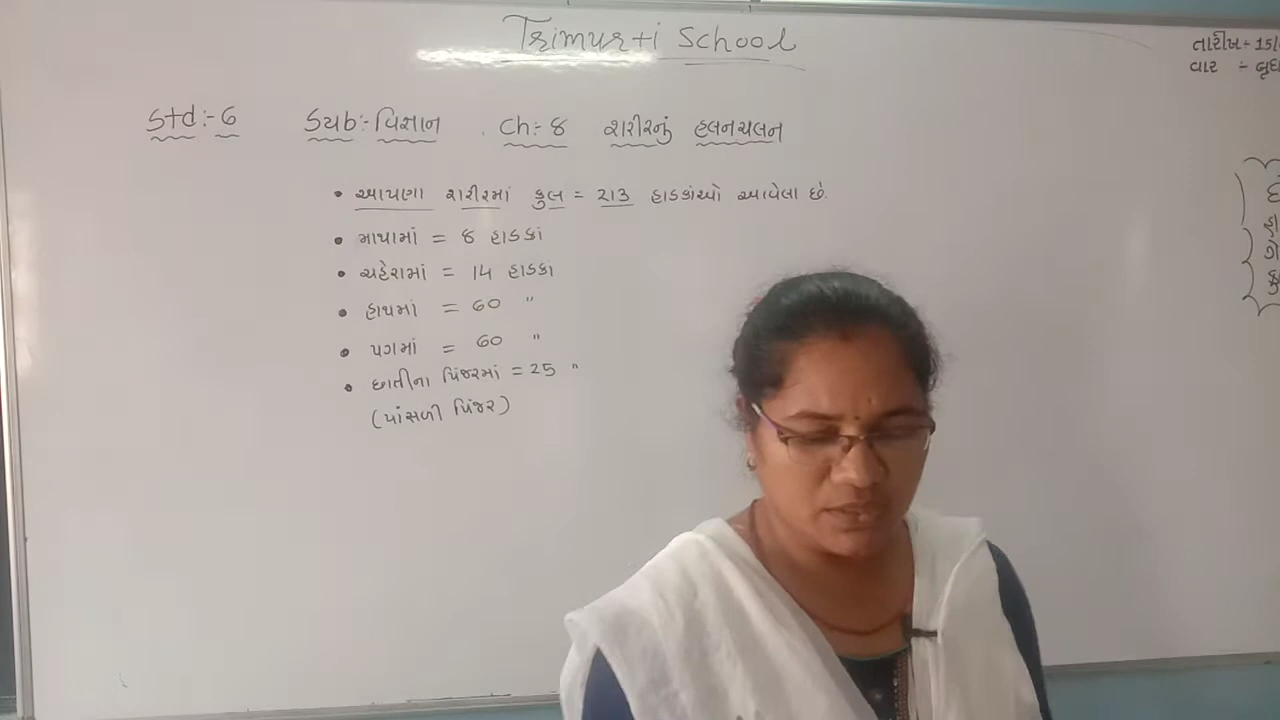 Trimurti School
તારીખ÷ 15/
વાર ÷ બુધ
Std:-6 Sub:-વિજ્ઞાન Ch:- 8 શરીરનું હલનચલન
• આપણા શરીરમાં કુલ = 213 હાડકાંઓ આવેલા છે.
• માથામાં = 8 હાડકાં
• ચહેરામાં = 14 હાડકાં
• હાથમાં = 60 "
• પગમાં = 60 "
• છાતીના પિંજરમાં = 25 "
(પાંસળી પિંજર)